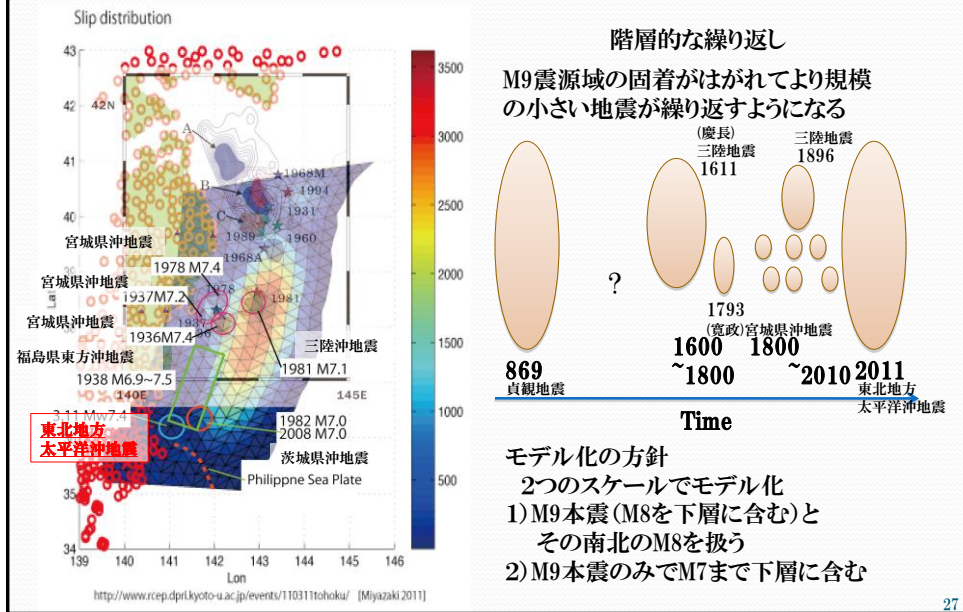 Slip distribution
43
42
41
40
39
35
34
42N
A
B
C
1968M
1994
1931
1989
1960
1968A
1978
1981
宮城県沖地震
1978 M7.4
宮城県沖地震
1937M7.2
宮城県沖地震
1936M7.4
福島県東方沖地震
1938 M6.9~7.5
140E
145E
三陸沖地震
1981 M7.1
3.11 Mw7.4
東北地方
太平洋沖地震
1982 M7.0
2008 M7.0
茨城県沖地震
Philippne Sea Plate
139 140 141 142 143 144 145 146
Lon
3500
3000
2500
2000
1500
1000
500
http://www.rcep.dpri.kyoto-u.ac.jp/events/110311tohoku/ [Miyazaki 2011]
階層的な繰り返し
M9震源域の固着がはがれてより規模
の小さい地震が繰り返すようになる
(慶長)
三陸地震
1611
三陸地震
1896
?
1793
(寛政)宮城県沖地震
869
貞観地震
1600
~1800
1800
~2010
2011
東北地方
太平洋沖地震
Time
モデル化の方針
2つのスケールでモデル化
1)M9本震(M8を下層に含む)と
その南北のM8を扱う
2)M9本震のみでM7まで下層に含む
27